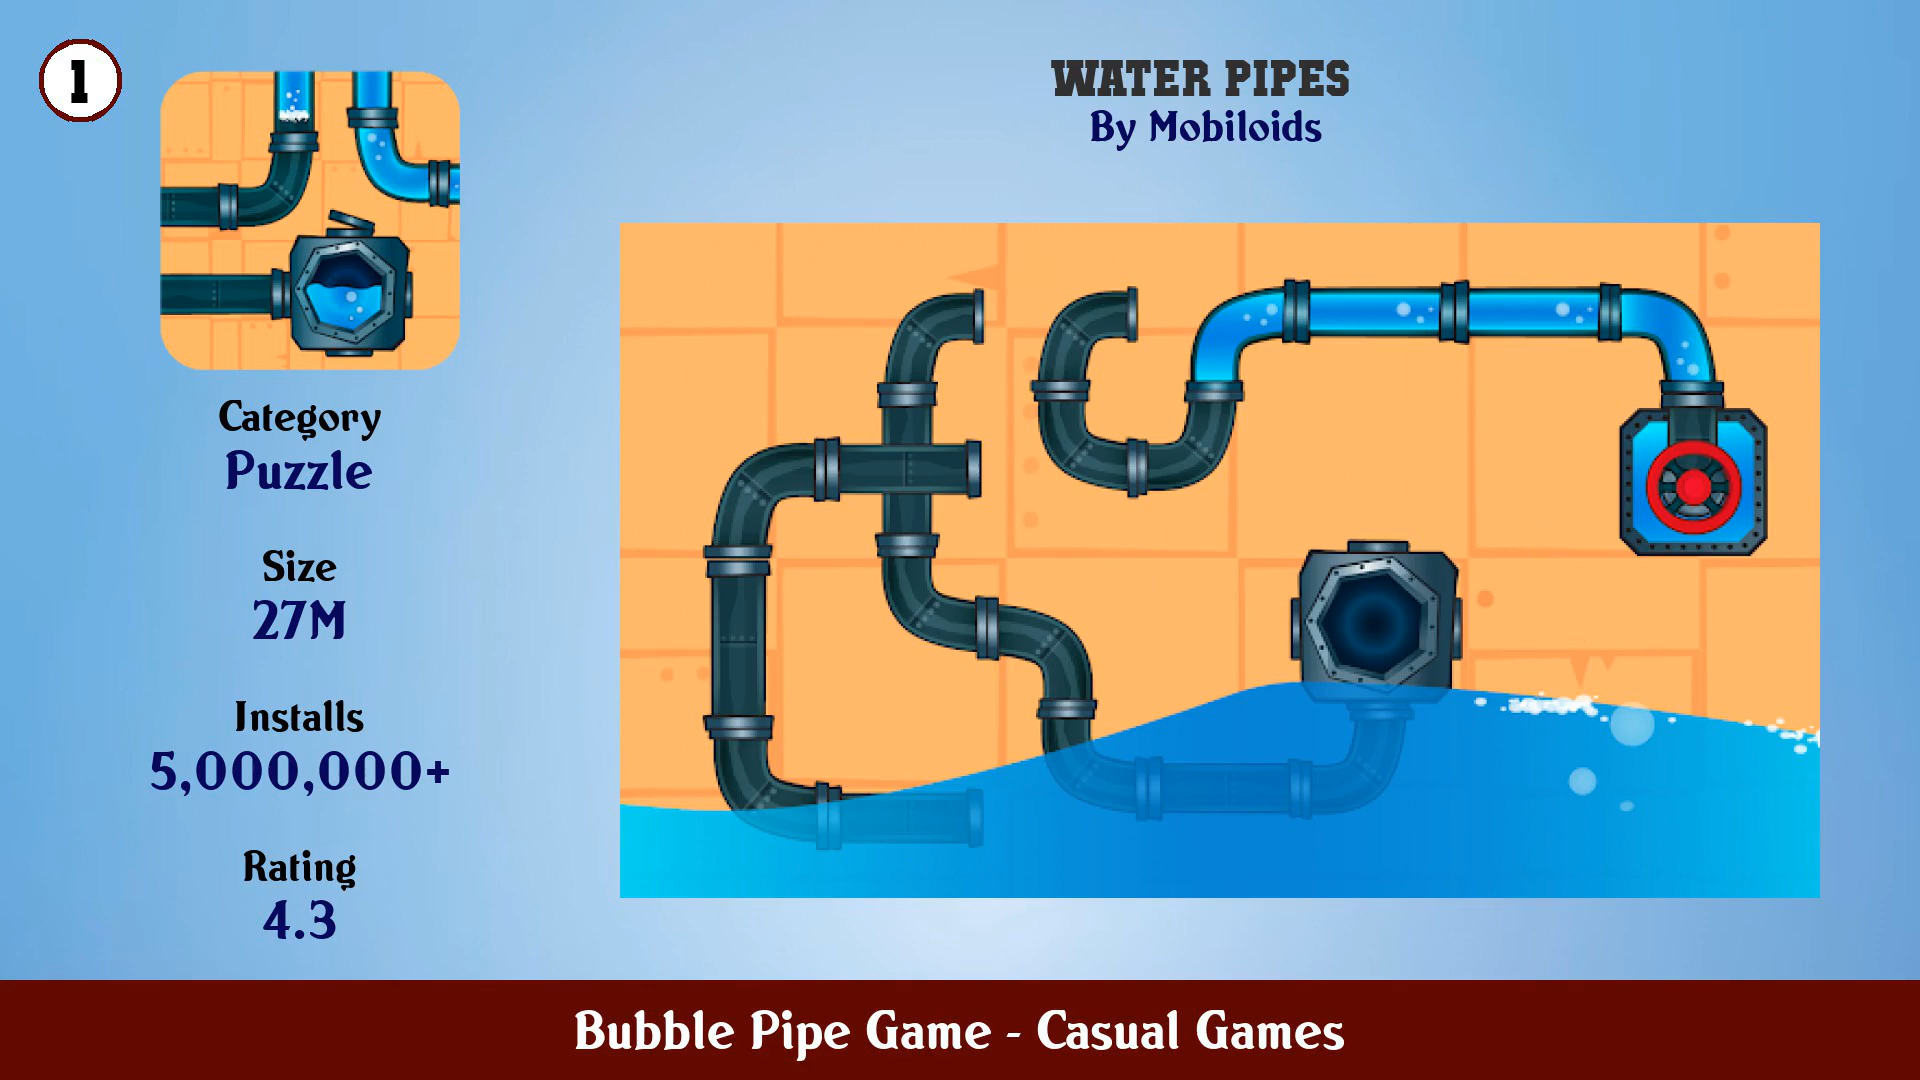 1
WATER PIPES
By Mobiloids
Category
Puzzle
Size
27M
Installs
5,000,000+
Rating
4.3
Bubble Pipe Game - Casual Games